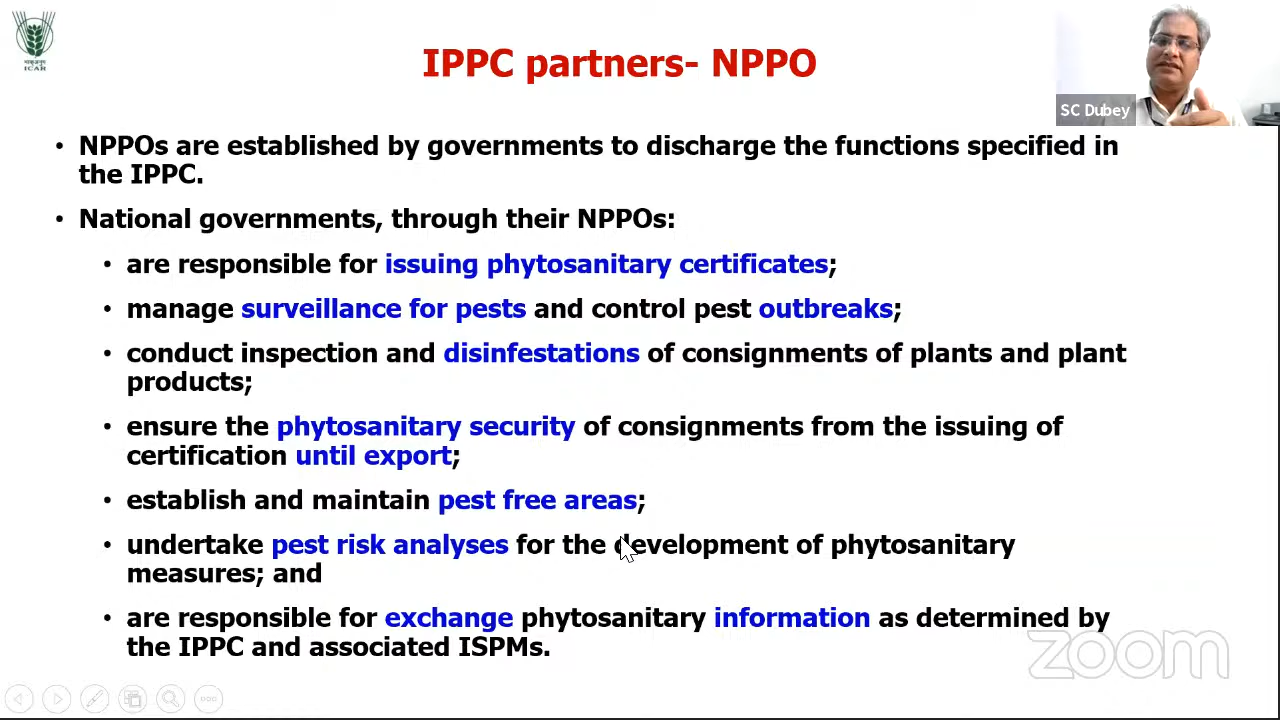 IPPC partners- NPPO
SC Dubey
भाकृअनुप
ICAR
• NPPOs are established by governments to discharge the functions specified in
the IPPC.
• National governments, through their NPPOs:
• are responsible for issuing phytosanitary certificates;
• manage surveillance for pests and control pest outbreaks;
• conduct inspection and disinfestations of consignments of plants and plant
products;
• ensure the phytosanitary security of consignments from the issuing of
certification until export;
• establish and maintain pest free areas;
• undertake pest risk analyses for the development of phytosanitary
measures; and
• are responsible for exchange phytosanitary information as determined by
the IPPC and associated ISPMs.
zoom